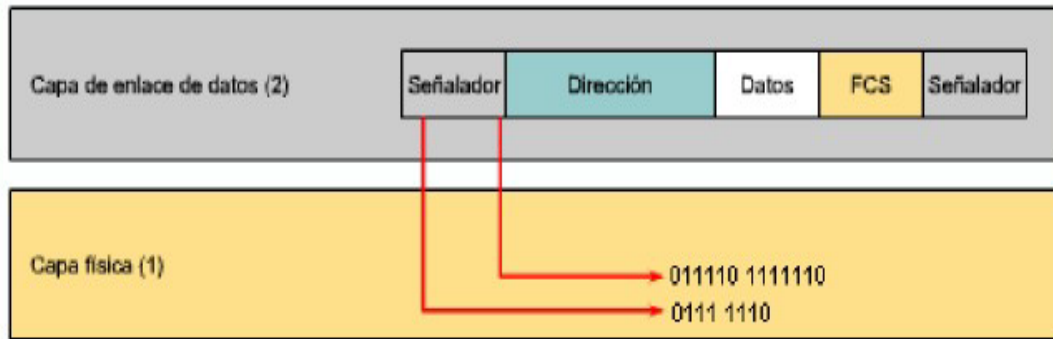 Capa de enlace de datos (2)
Señalador Dirección Datos FCS Señalador
Capa física (1)
011110 1111110
0111 1110